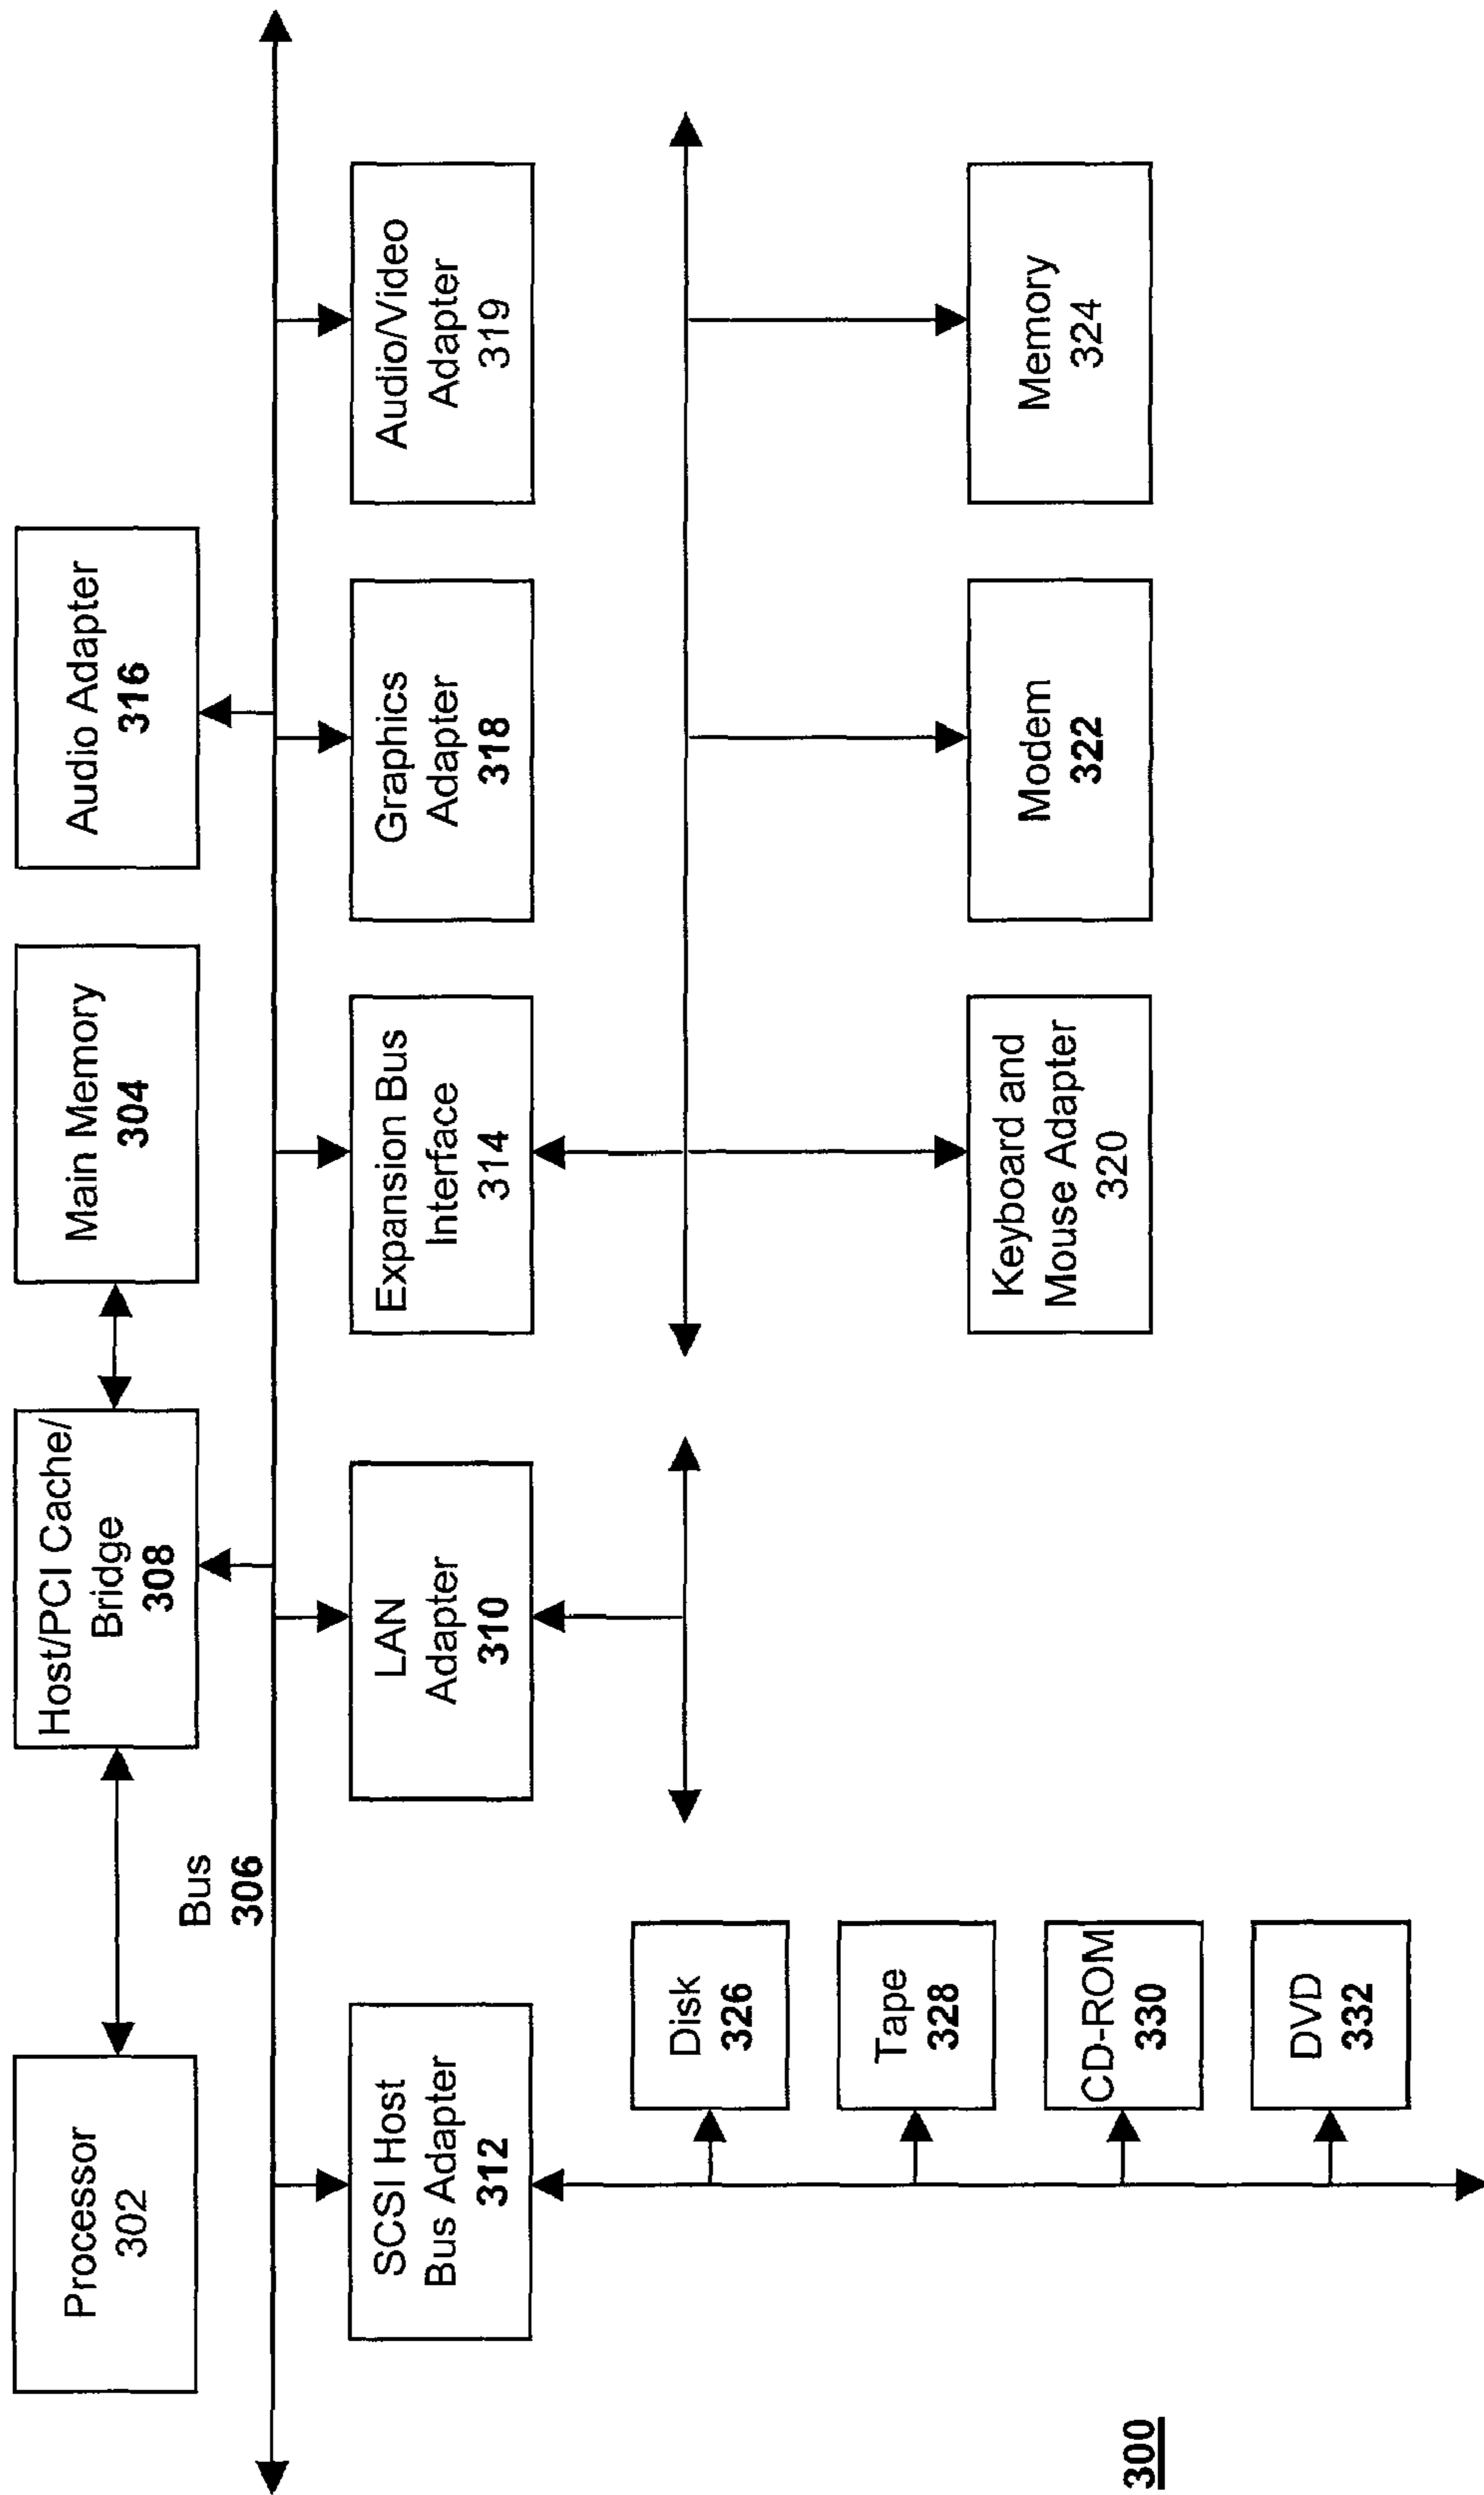 Processor
302
Host/PCI Cache/
Bridge
308
Main Memory
304
Audio Adapter
316
Bus
306
SCSI Host
Bus Adapter
312
LAN
Adapter
310
Expansion Bus
Interface
314
Graphics
Adapter
318
Audio/Video
Adapter
319
Disk
326
Tape
328
CD-ROM
330
DVD
332
Keyboard and
Mouse Adapter
320
Modem
322
Memory
324
300